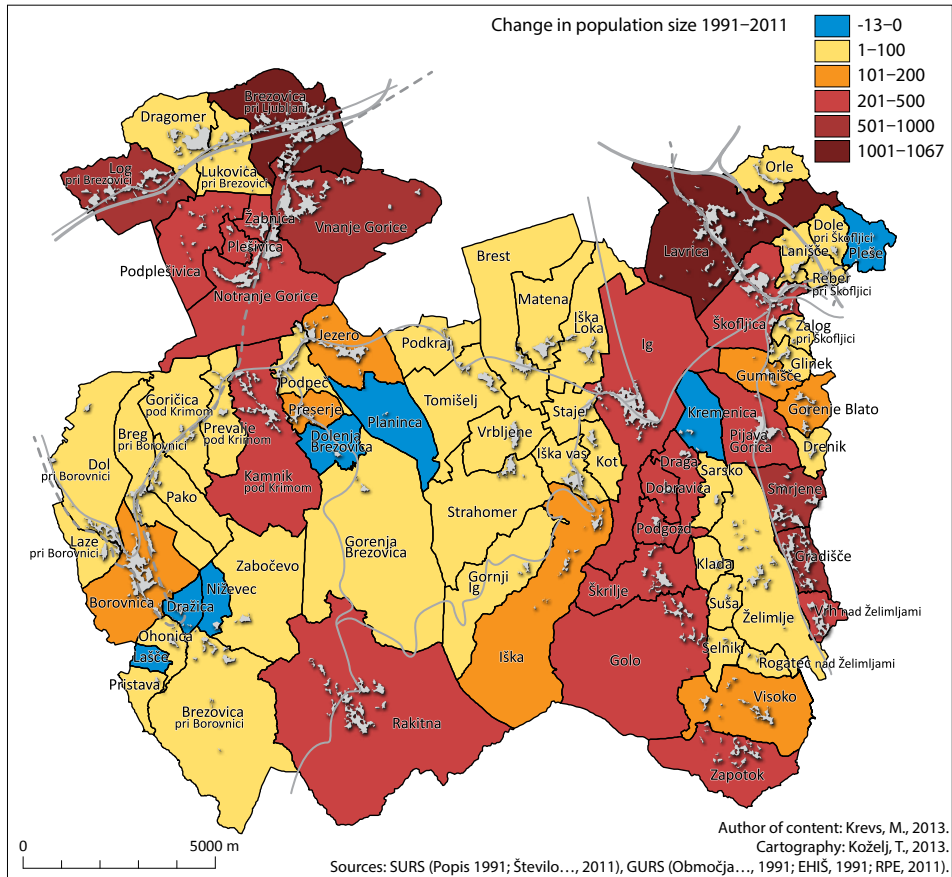 Change in population size 1991–2011
-13–0
1–100
101–200
201–500
501–1000
1001–1067
Brezovica
pri Ljubljani
Dragomer
Log
pri Brezovici
Lukovica
pri Brezovici
Žabnica
Vnanje Gorice
Plešivica
Podplešivica
Notranje Gorice
Orle
Dole
pri Škofljici
Lanišče
Pleše
Lavrica
Reber
pri Škofljici
Brest
Matena
Iška
Loka
Ig
Škofljica
Zalog
pri Škofljici
Glinek
Gumnišče
Jezero
Podkraj
Podpeč
Goričica
pod Krimom
Preserje
Planinca
Tomišelj
Staje
Kremenica
Gorenje Blato
Breg
pri Borovnici
Prevalje
pod Krimom
Dolenja
Brezovica
Vrbljene
Iška vas
Kot
Pijava
Gorica
Drenik
Dol
pri Borovnici
Kamnik
pod Krimom
Draga
Sarsko
Pako
Dobravica
Smrjene
Strahomer
Laze
pri Borovnici
Gorenja
Brezovica
Podgozd
Gradišče
Zabočevo
Klada
Gornji
Ig
Niževec
Škrilje
Borovnica
Dražica
Suša
Želimlje
Vrh nad Želimljami
Ohonica
Lašče
Iška
Golo
Selnik
Rogatec nad Želimljami
Pristava
Visoko
Brezovica
pri Borovnici
Rakitna
Zapotok
0 5000 m
Author of content: Krevs, M., 2013.
Cartography: Koželj, T., 2013.
Sources: SURS (Popis 1991; Število…, 2011), GURS (Območja…, 1991; EHIŠ, 1991; RPE, 2011).